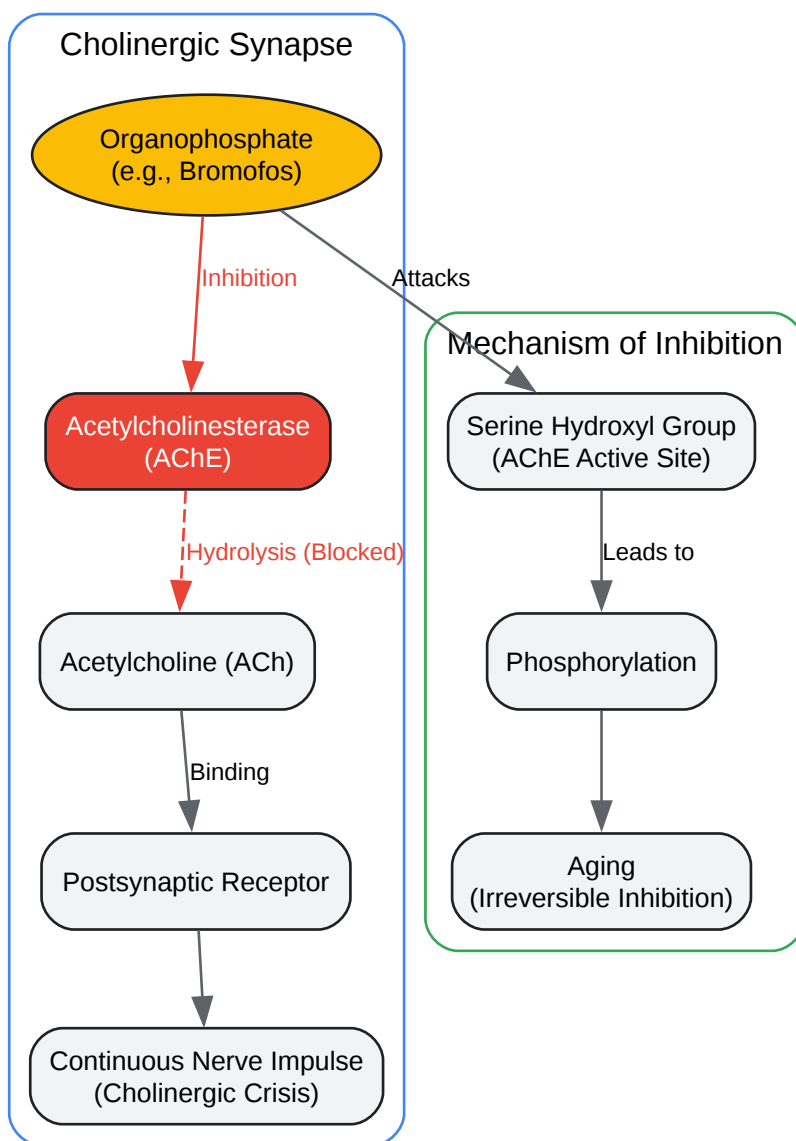 Cholinergic Synapse
Organophosphate
(e.g., Bromofos)
Inhibition
Attacks
Mechanism of Inhibition
Acetylcholinesterase
(AChE)
Serine Hydroxyl Group
(AChE Active Site)
Hydrolysis (Blocked)
Leads to
Acetylcholine (ACh)
Phosphorylation
Binding
Postsynaptic Receptor
Aging
(Irreversible Inhibition)
Continuous Nerve Impulse
(Cholinergic Crisis)